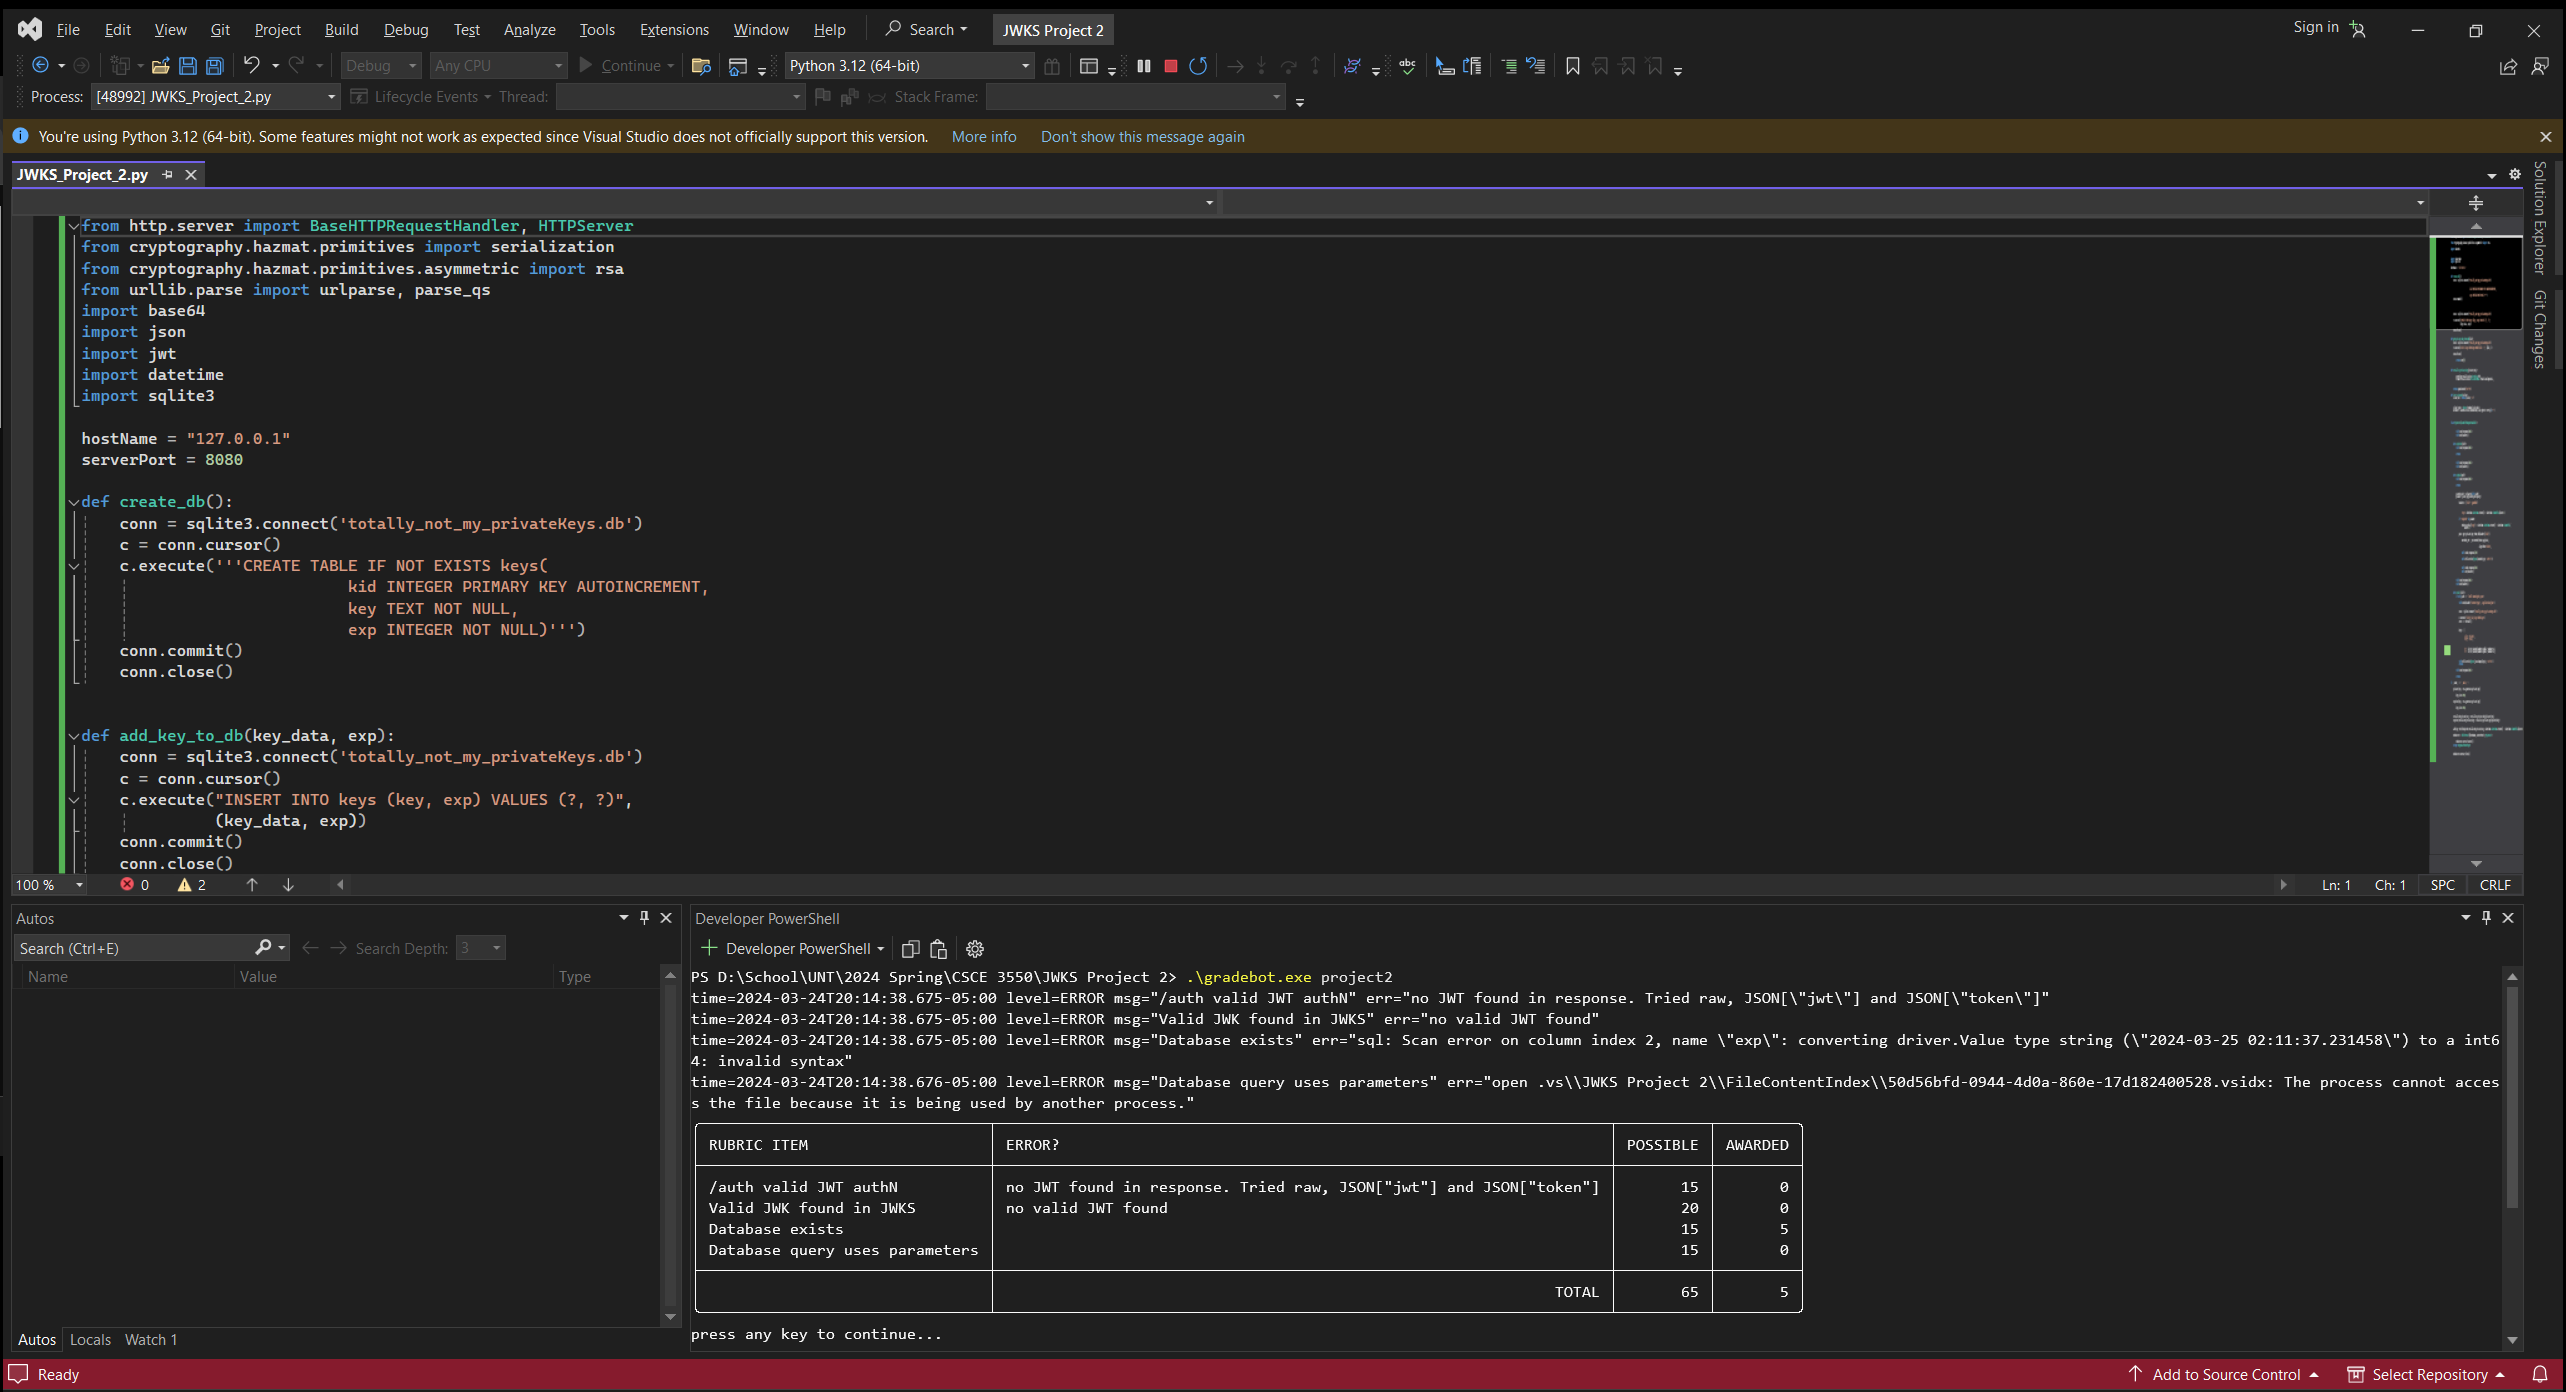 File Edit View Git Project Build Debug Test Analyze Tools Extensions Window Help Search JWKS Project 2 Sign in
Debug Any CPU Continue Python 3.12 (64-bit)
Process: [48992] JWKS_Project_2.py Lifecycle Events Thread: Stack Frame:
You're using Python 3.12 (64-bit). Some features might not work as expected since Visual Studio does not officially support this version. More info Don't show this message again
JWKS_Project_2.py
Solution Explorer
Git Changes
from http.server import BaseHTTPRequestHandler, HTTPServer
from cryptography.hazmat.primitives import serialization
from cryptography.hazmat.primitives.asymmetric import rsa
from urllib.parse import urlparse, parse_qs
import base64
import json
import jwt
import datetime
import sqlite3
hostName = "127.0.0.1"
serverPort = 8080
def create_db():
conn = sqlite3.connect('totally_not_my_privateKeys.db')
c = conn.cursor()
c.execute('''CREATE TABLE IF NOT EXISTS keys(
kid INTEGER PRIMARY KEY AUTOINCREMENT,
key TEXT NOT NULL,
exp INTEGER NOT NULL)''')
conn.commit()
conn.close()
def add_key_to_db(key_data, exp):
conn = sqlite3.connect('totally_not_my_privateKeys.db')
c = conn.cursor()
c.execute("INSERT INTO keys (key, exp) VALUES (?, ?)",
(key_data, exp))
conn.commit()
conn.close()
100 % 0 2 Ln: 1 Ch: 1 SPC CRLF
Autos
Search (Ctrl+E) Search Depth: 3
Name Value Type
Autos Locals Watch 1
Developer PowerShell
Developer PowerShell
PS D:\School\UNT\2024 Spring\CSCE 3550\JWKS Project 2> .\gradebot.exe project2
time=2024-03-24T20:14:38.675-05:00 level=ERROR msg="/auth valid JWT authN" err="no JWT found in response. Tried raw, JSON[\"jwt\"] and JSON[\"token\"]"
time=2024-03-24T20:14:38.675-05:00 level=ERROR msg="Valid JWK found in JWKS" err="no valid JWT found"
time=2024-03-24T20:14:38.675-05:00 level=ERROR msg="Database exists" err="sql: Scan error on column index 2, name \"exp\": converting driver.Value type string (\"2024-03-25 02:11:37.231458\") to a int6
4: invalid syntax"
time=2024-03-24T20:14:38.676-05:00 level=ERROR msg="Database query uses parameters" err="open .vs\\JWKS Project 2\\FileContentIndex\\50d56bfd-0944-4d0a-860e-17d182400528.vsidx: The process cannot acces
s the file because it is being used by another process."
RUBRIC ITEM ERROR? POSSIBLE AWARDED
/auth valid JWT authN no JWT found in response. Tried raw, JSON["jwt"] and JSON["token"] 15 0
Valid JWK found in JWKS no valid JWT found 20 0
Database exists 15 5
Database query uses parameters 15 0
TOTAL 65 5
press any key to continue...
Ready Add to Source Control Select Repository